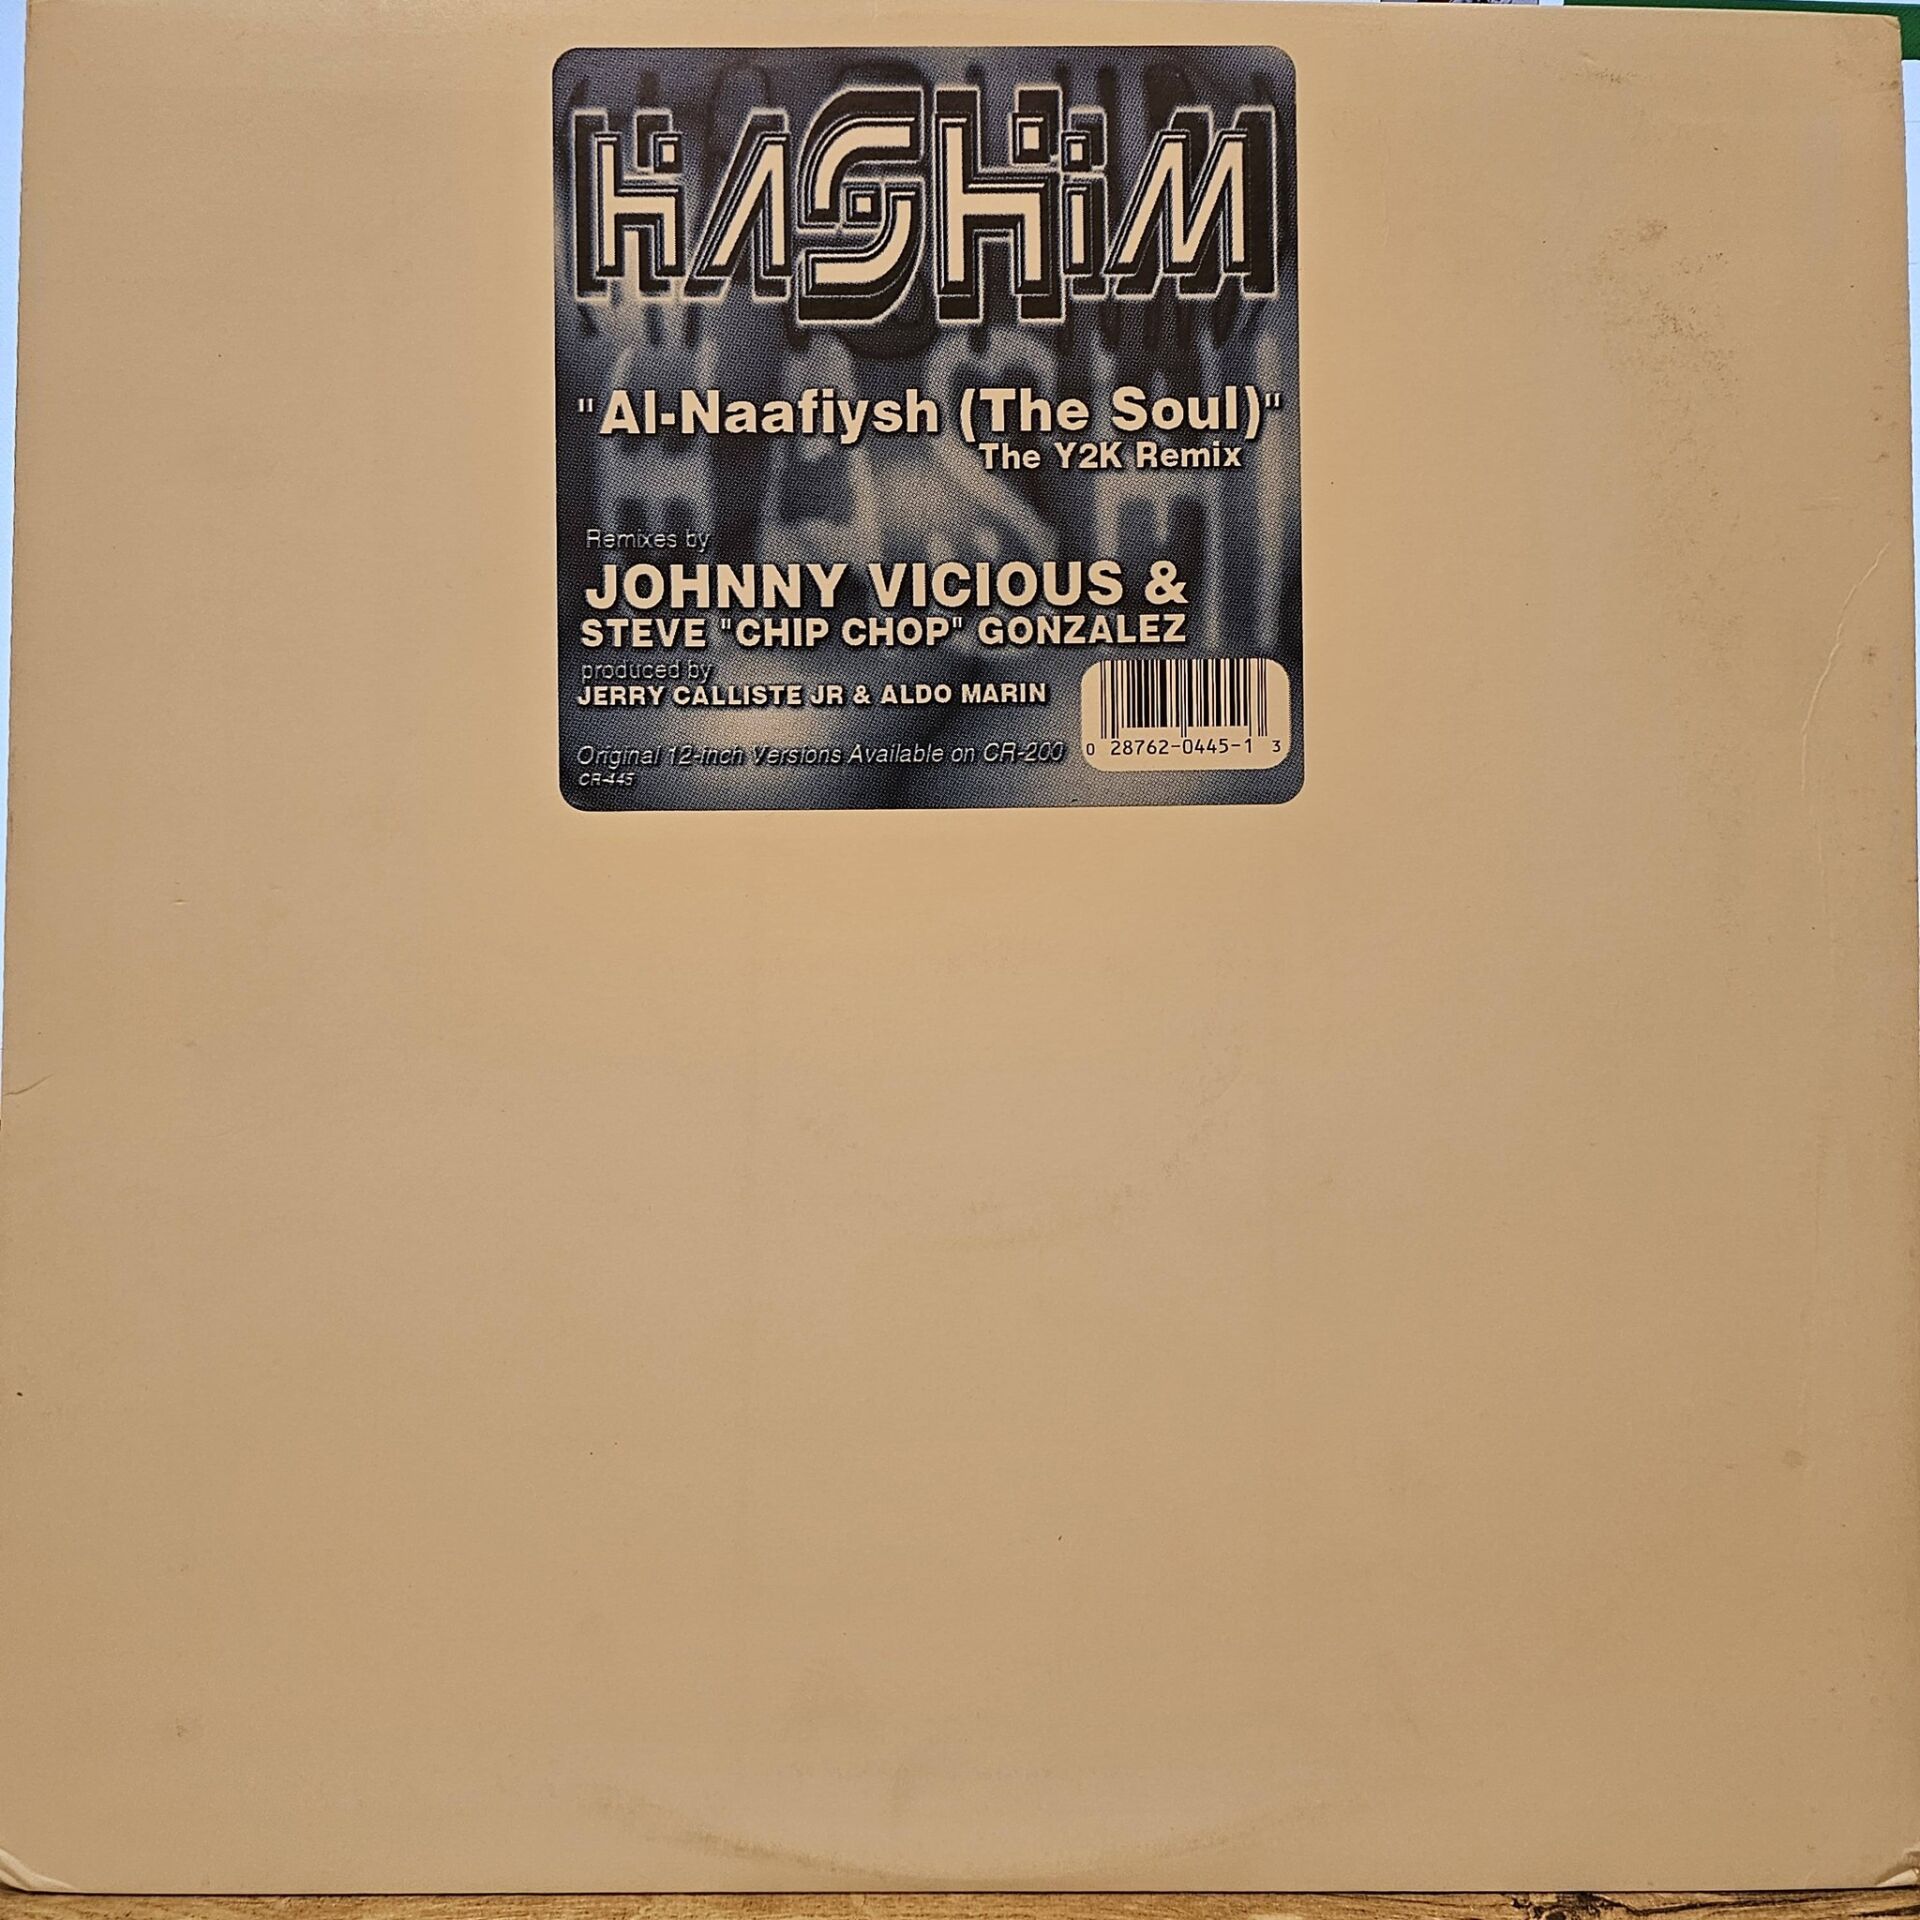 HASHiM
"Al-Naafiysh (The Soul)"
The Y2K Remix
Remixes by
JOHNNY VICIOUS &
STEVE "CHIP CHOP" GONZALEZ
produced by
JERRY CALLISTE JR & ALDO MARIN
Original 12-inch Versions Available on CR-200
CR-445
0 28762-0445-1 3